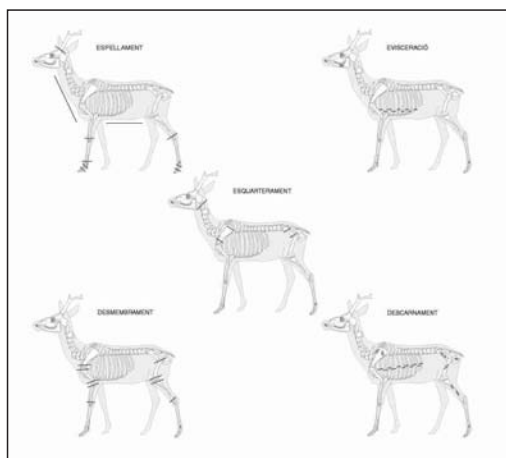 ESPELLAMENT
EVISCERACIÓ
ESQUARTERAMENT
DESMEMBRAMENT
DESCARNAMENT